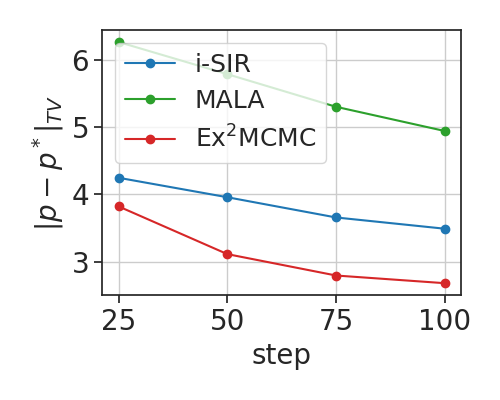 6
5
4
3
|p − p*|TV
i-SIR
MALA
Ex²MCMC
25 50 75 100
step